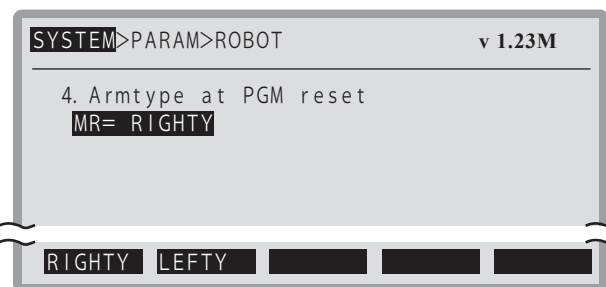 SYSTEM>PARAM>ROBOT v 1.23M
4. Armtype at PGM reset
MR= RIGHTY
RIGHTY LEFTY